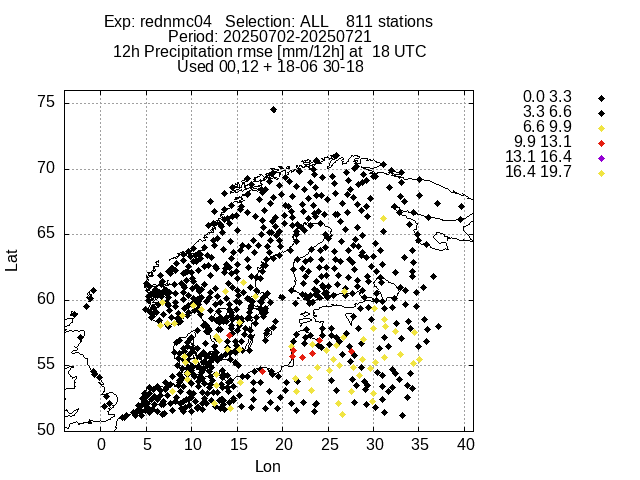 Exp: rednmc04 Selection: ALL 811 stations
Period: 20250702-20250721
12h Precipitation rmse [mm/12h] at 18 UTC
Used 00,12 + 18-06 30-18
0.0 3.3
3.3 6.6
6.6 9.9
9.9 13.1
13.1 16.4
16.4 19.7
75
70
65
60
55
50
Lat
0 5 10 15 20 25 30 35 40
Lon